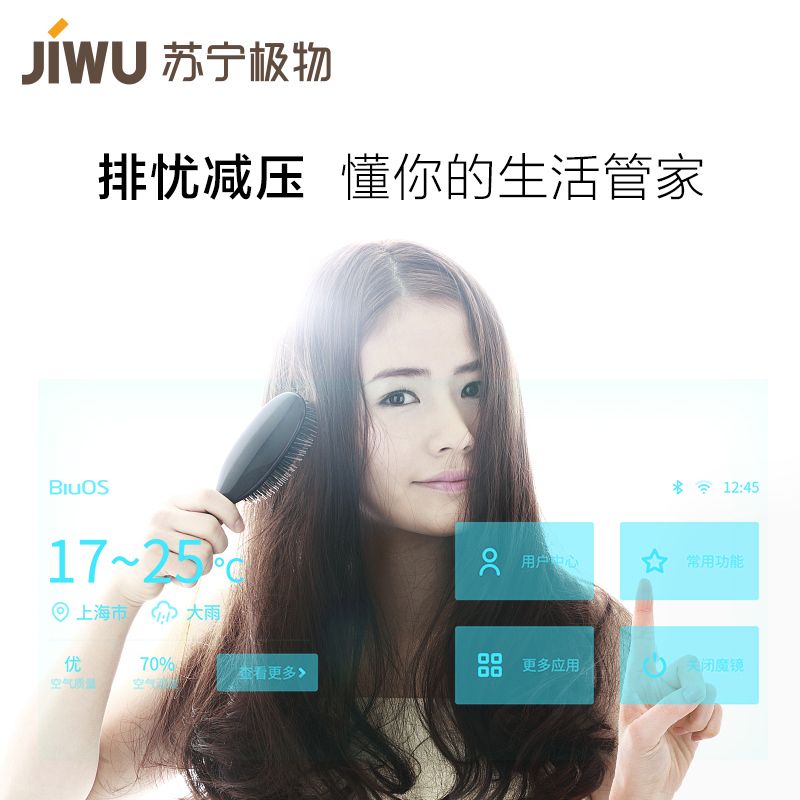 JIWU 苏宁极物
排忧减压 懂你的生活管家
BIuOS
12:45
17~25℃
用户中心
常用功能
上海市 大雨
优
70%
更多应用
关闭魔镜
查看更多>
空气质量